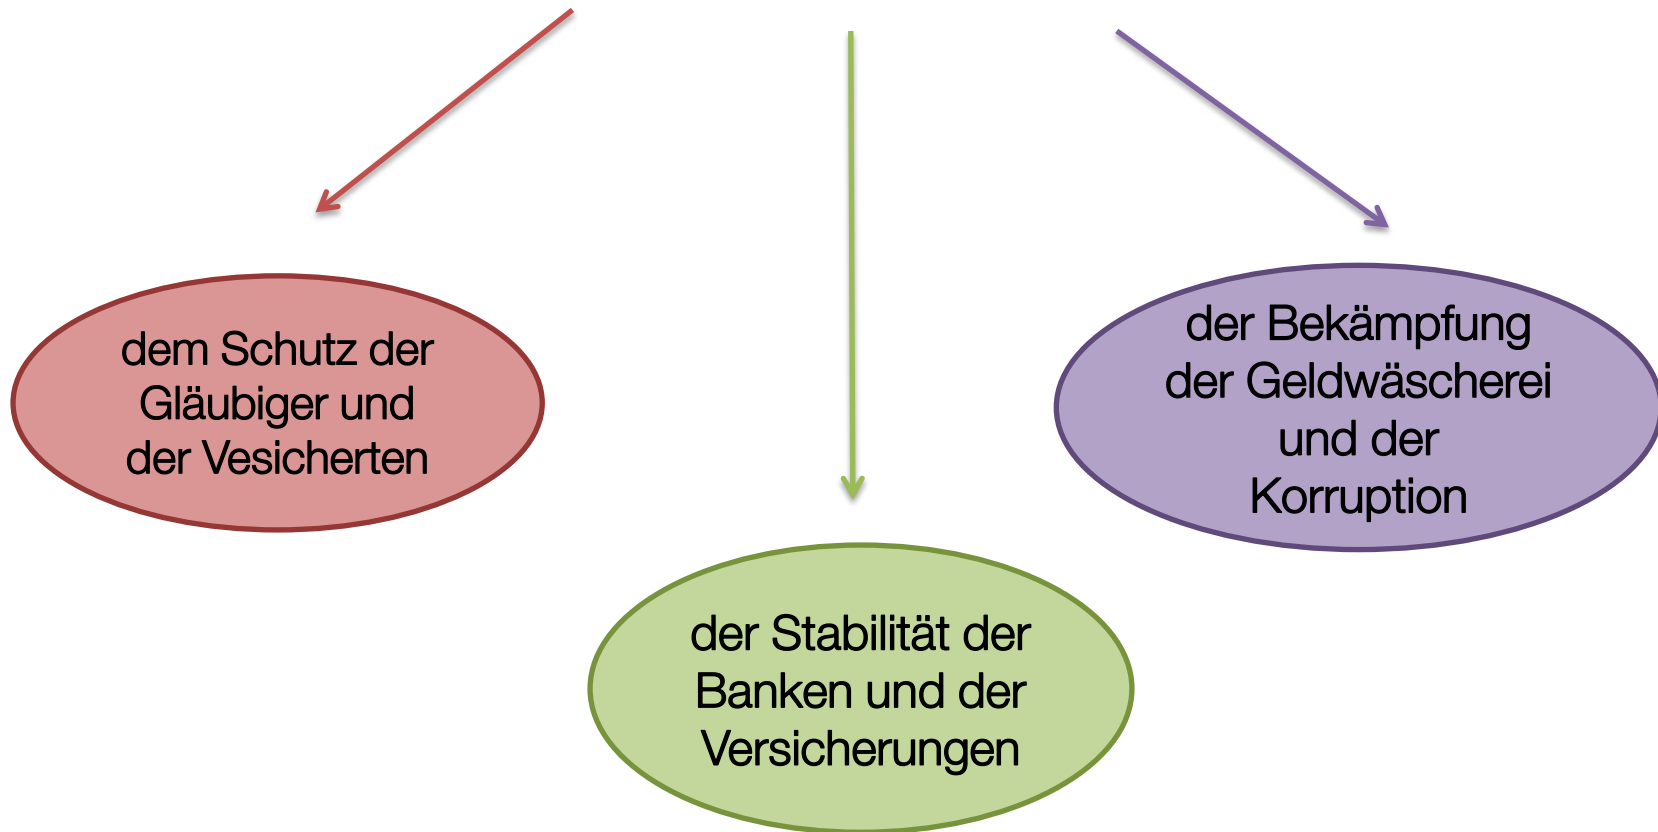 dem Schutz der
Gläubiger und
der Vesicherten
der Stabilität der
Banken und der
Versicherungen
der Bekämpfung
der Geldwäscherei
und der
Korruption